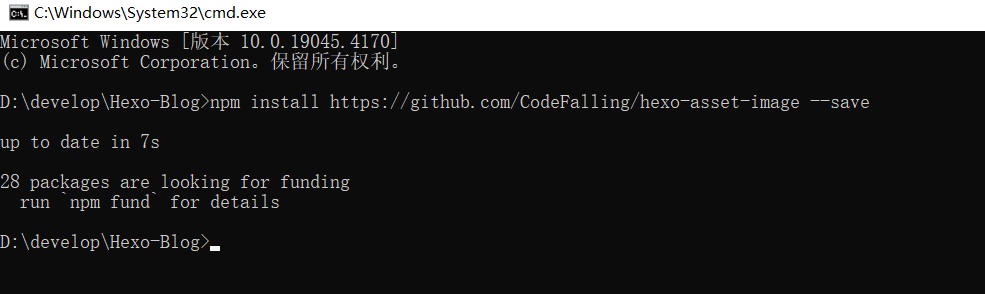 C:\Windows\System32\cmd.exe
Microsoft Windows [版本 10.0.19045.4170]
(c) Microsoft Corporation。保留所有权利。
D:\develop\Hexo-Blog>npm install https://github.com/CodeFalling/hexo-asset-image --save
up to date in 7s
28 packages are looking for funding
  run `npm fund` for details
D:\develop\Hexo-Blog>